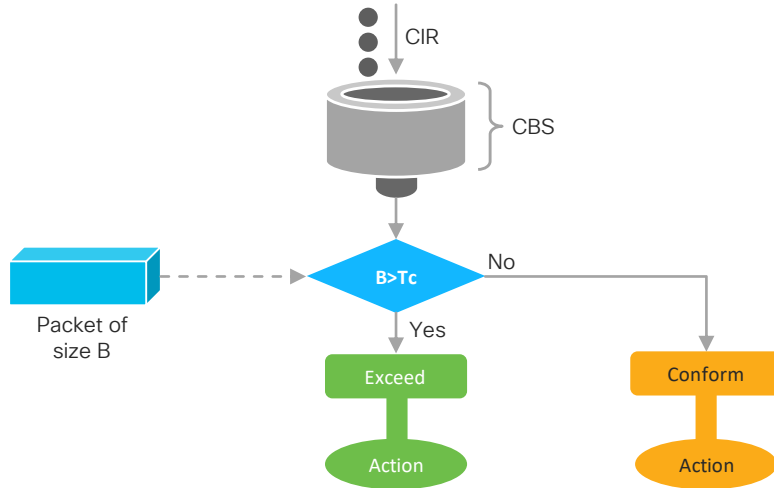 CIR
CBS
B>Tc
No
Packet of
size B
Yes
Exceed
Conform
Action
Action